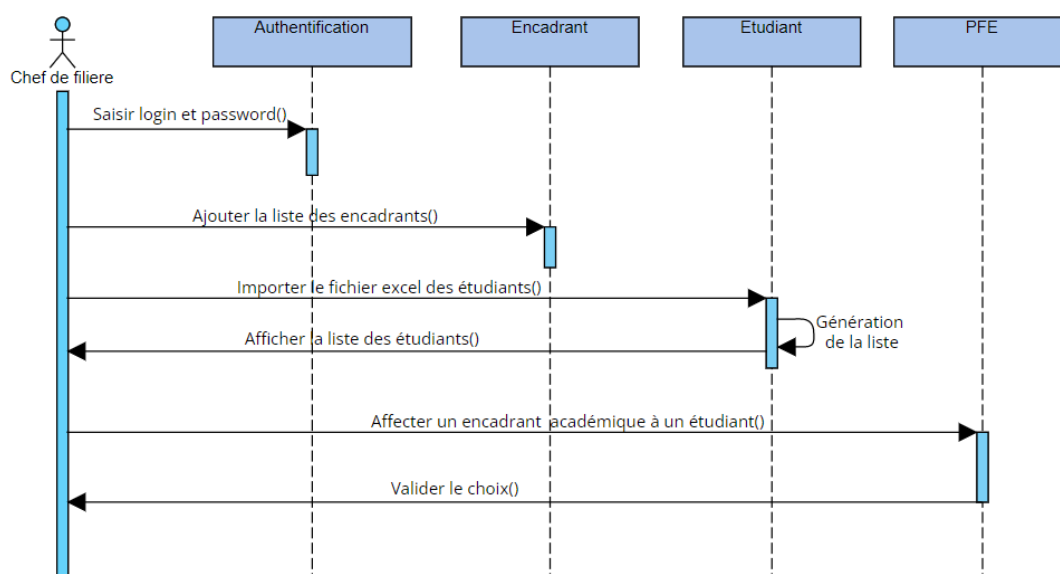 Authentification
Encadrant
Etudiant
PFE
Chef de filiere
Saisir login et password()
Ajouter la liste des encadrants()
Importer le fichier excel des étudiants()
Génération
de la liste
Afficher la liste des étudiants()
Affecter un encadrant académique à un étudiant()
Valider le choix()